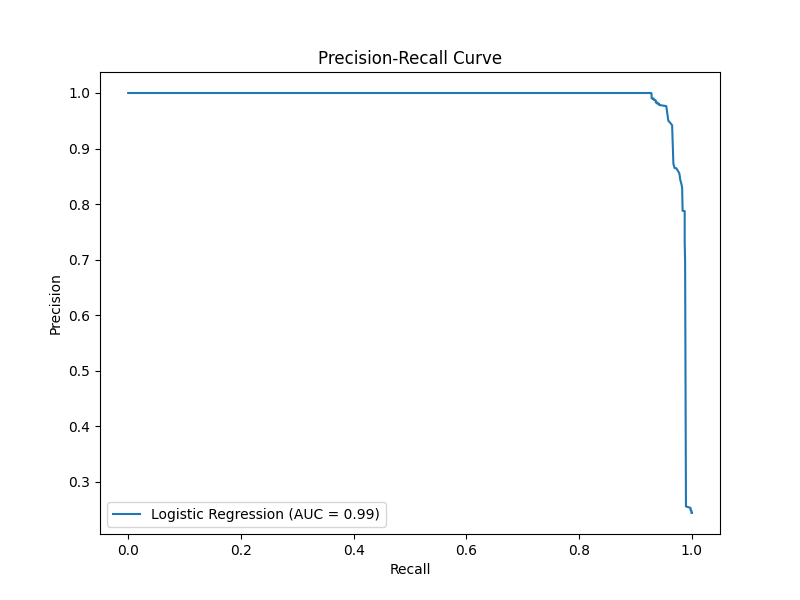 Precision-Recall Curve
1.0
0.9
0.8
0.7
0.6
0.5
0.4
0.3
Precision
Logistic Regression (AUC = 0.99)
0.0 0.2 0.4 0.6 0.8 1.0
Recall